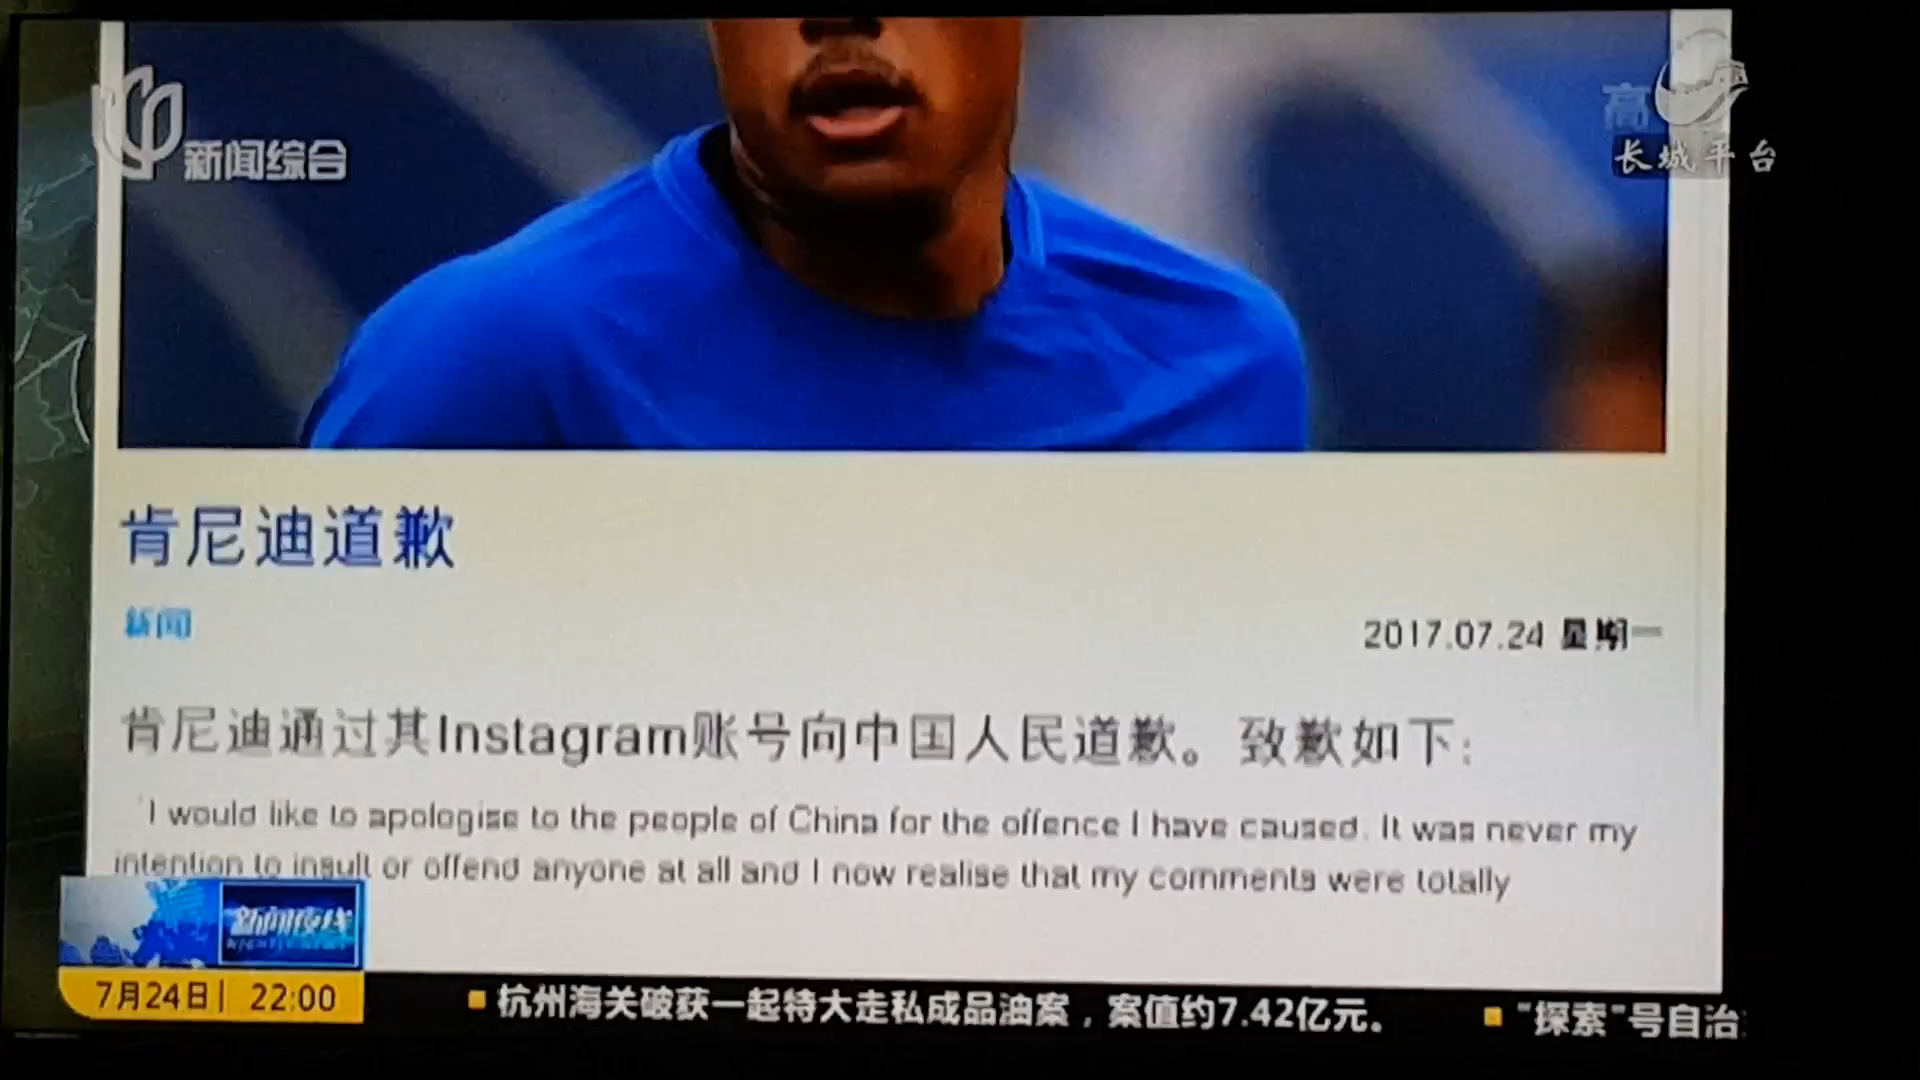 新闻综合
高
长城平台
肯尼迪道歉
新闻
2017.07.24 星期一
肯尼迪通过其Instagram账号向中国人民道歉。致歉如下:
'I would like to apologise to the people of China for the offence I have caused. It was never my
intention to insult or offend anyone at all and I now realise that my comments were totally
新闻夜线
NIGHTLY NEWS
7月24日 22:00
杭州海关破获一起特大走私成品油案，案值约7.42亿元。 "探索"号自治